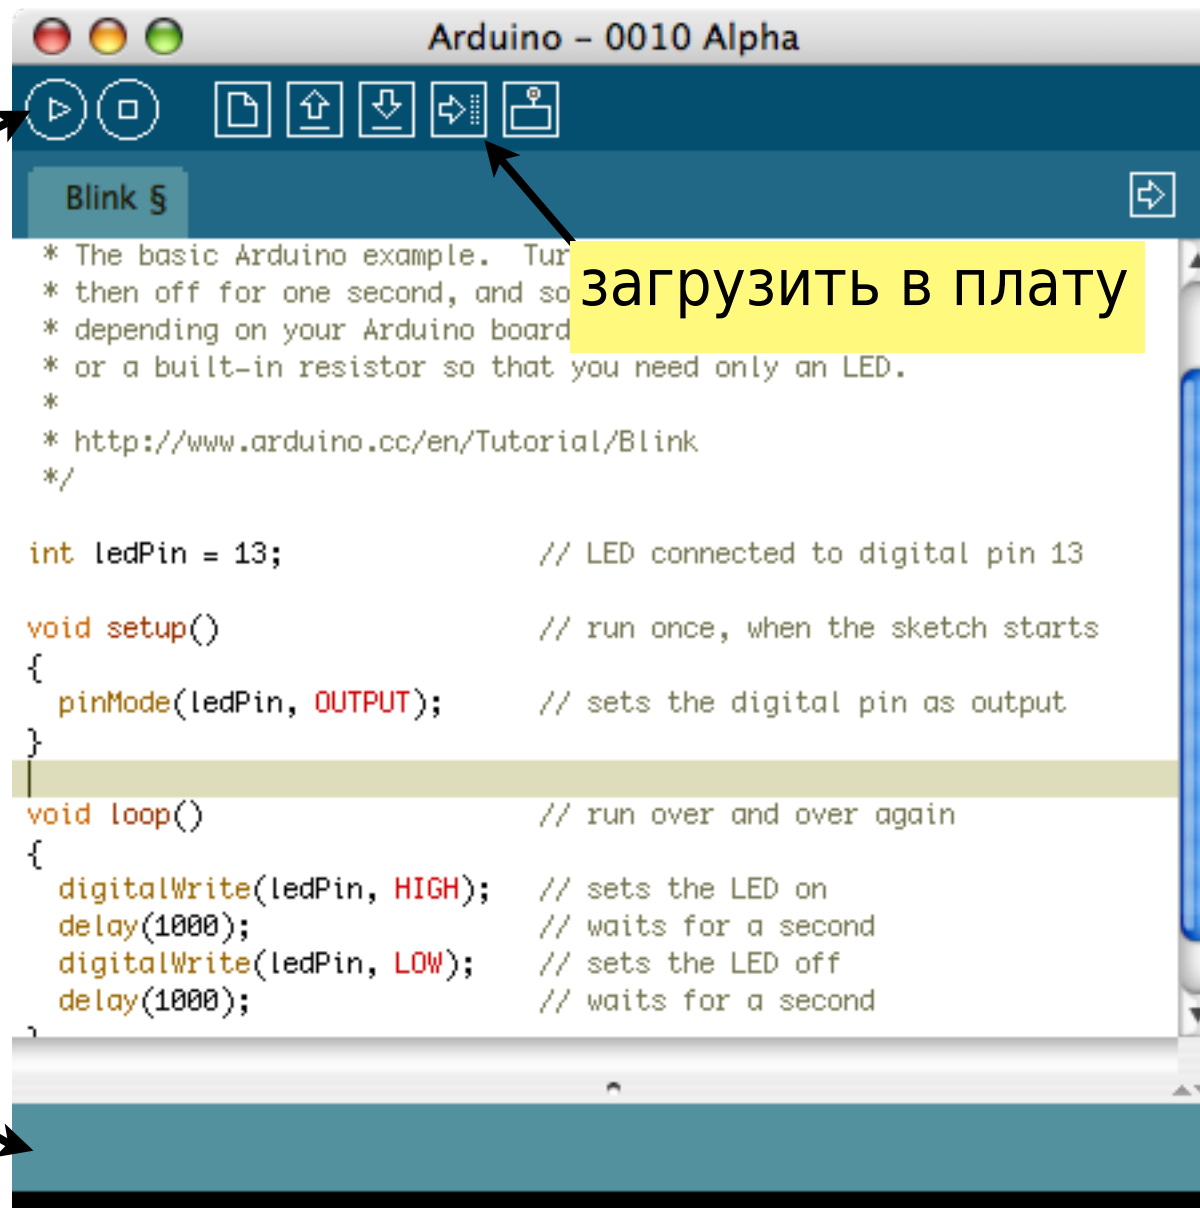 Arduino – 0010 Alpha
Blink §
* The basic Arduino example. Tur
* then off for one second, and so
* depending on your Arduino board
загрузить в плату
* or a built-in resistor so that you need only an LED.
*
* http://www.arduino.cc/en/Tutorial/Blink
*/
int ledPin = 13; // LED connected to digital pin 13
void setup() // run once, when the sketch starts
{
pinMode(ledPin, OUTPUT); // sets the digital pin as output
}
void loop() // run over and over again
{
digitalWrite(ledPin, HIGH); // sets the LED on
delay(1000); // waits for a second
digitalWrite(ledPin, LOW); // sets the LED off
delay(1000); // waits for a second